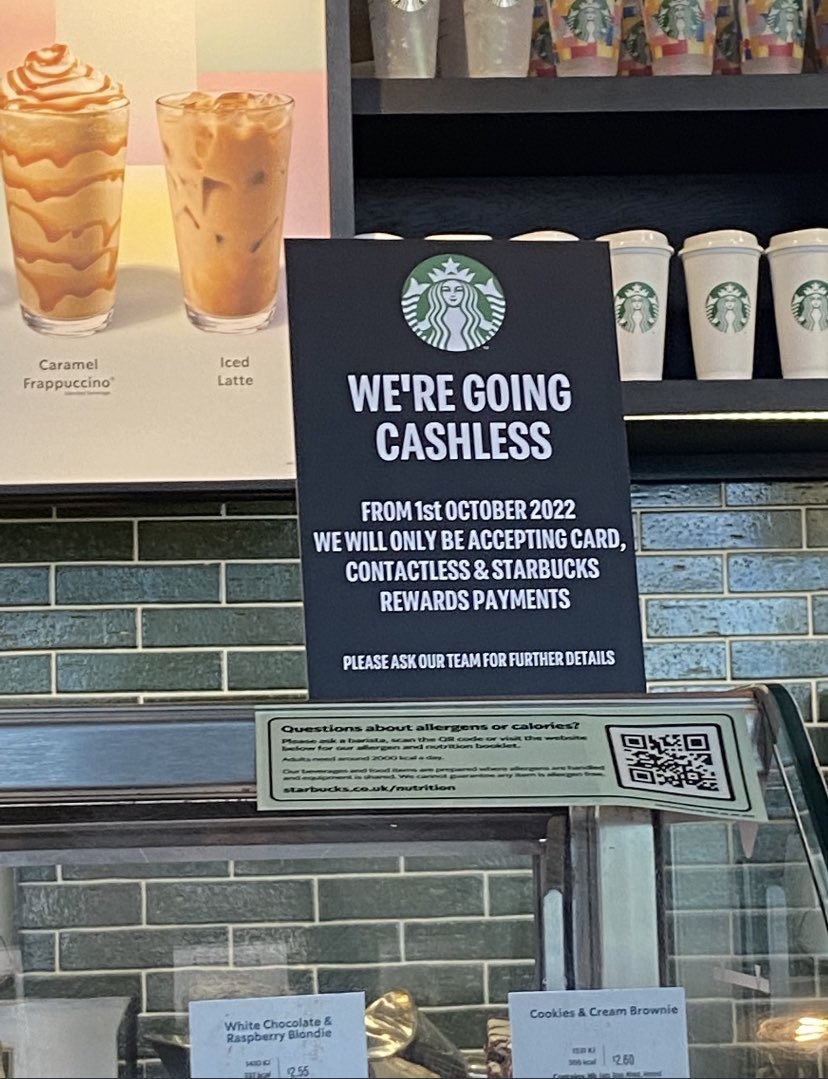 Caramel
Frappuccino®
Iced
Latte
WE'RE GOING
CASHLESS
FROM 1st OCTOBER 2022
WE WILL ONLY BE ACCEPTING CARD,
CONTACTLESS & STARBUCKS
REWARDS PAYMENTS
PLEASE ASK OUR TEAM FOR FURTHER DETAILS
Questions about allergens or calories?
Please ask a barista, scan the QR code or visit the website
below for our allergen and nutrition booklet.
Adults need around 2000 kcal a day.
Our beverages and food items are prepared where allergens are handled
and equipment is shared. We cannot guarantee any item is allergen free.
starbucks.co.uk/nutrition
White Chocolate &
Raspberry Blondie
£2.55
Cookies & Cream Brownie
£2.60